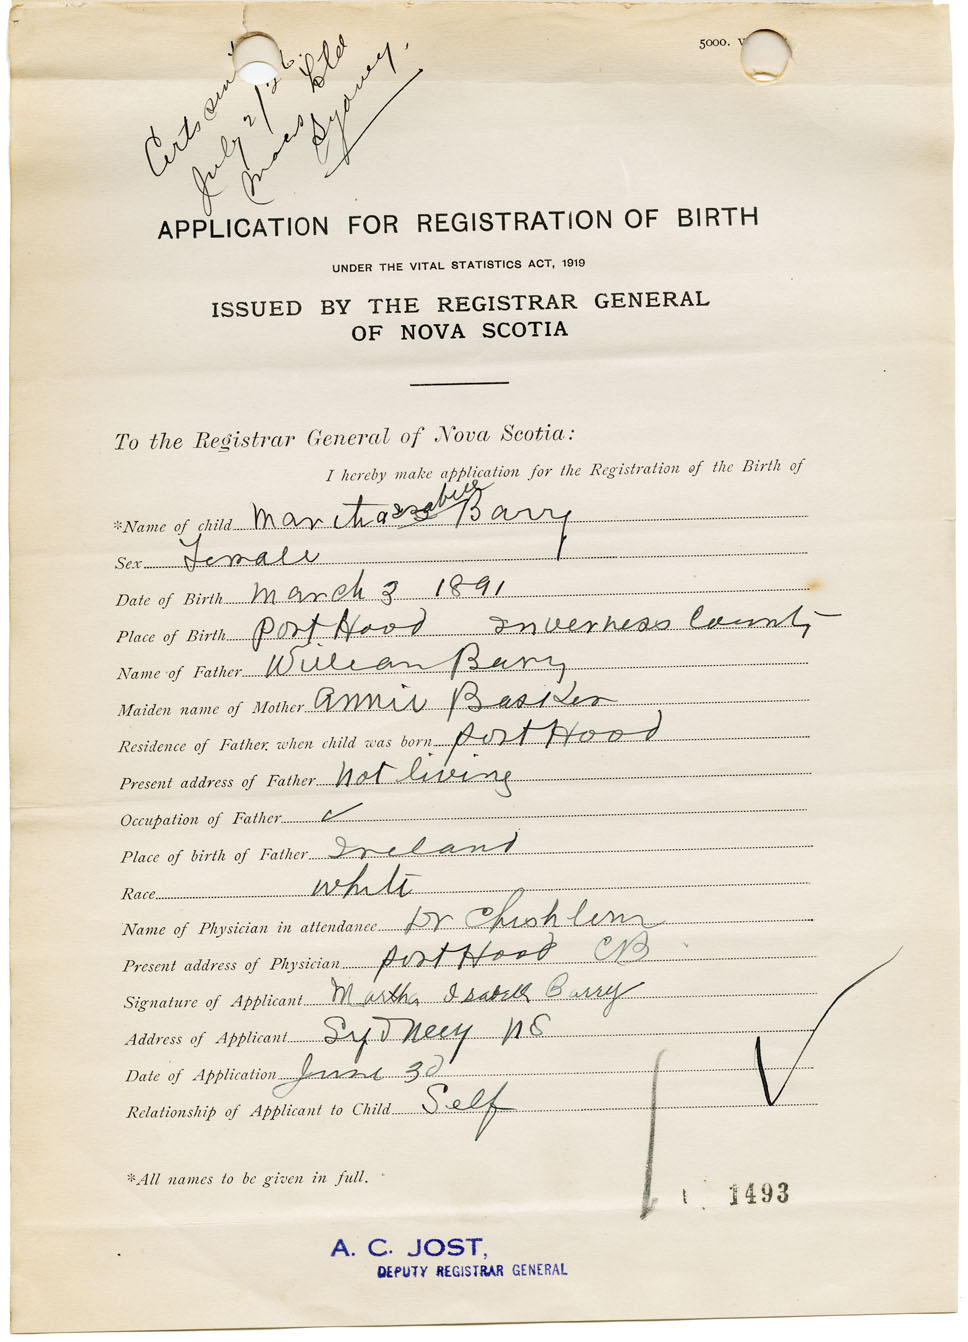 5000.
Certs sent
July 2/26.
Macs Ltd
Sydney.
APPLICATION FOR REGISTRATION OF BIRTH
UNDER THE VITAL STATISTICS ACT, 1919
ISSUED BY THE REGISTRAR GENERAL
OF NOVA SCOTIA
To the Registrar General of Nova Scotia:
I hereby make application for the Registration of the Birth of
*Name of child Martha Isabell Barry
Sex Female
Date of Birth March 3 1891
Place of Birth Port Hood Inverness County
Name of Father William Barry
Maiden name of Mother Annie
Residence of Father when child was born Port Hood
Present address of Father Not living
Occupation of Father ✓
Place of birth of Father Ireland
Race White
Name of Physician in attendance Dr Chishlom
Present address of Physician Port Hood CB
Signature of Applicant Martha Isabell Barry
Address of Applicant Sydney NS
Date of Application June 30
Relationship of Applicant to Child Self
*All names to be given in full.
1493
A. C. JOST,
DEPUTY REGISTRAR GENERAL